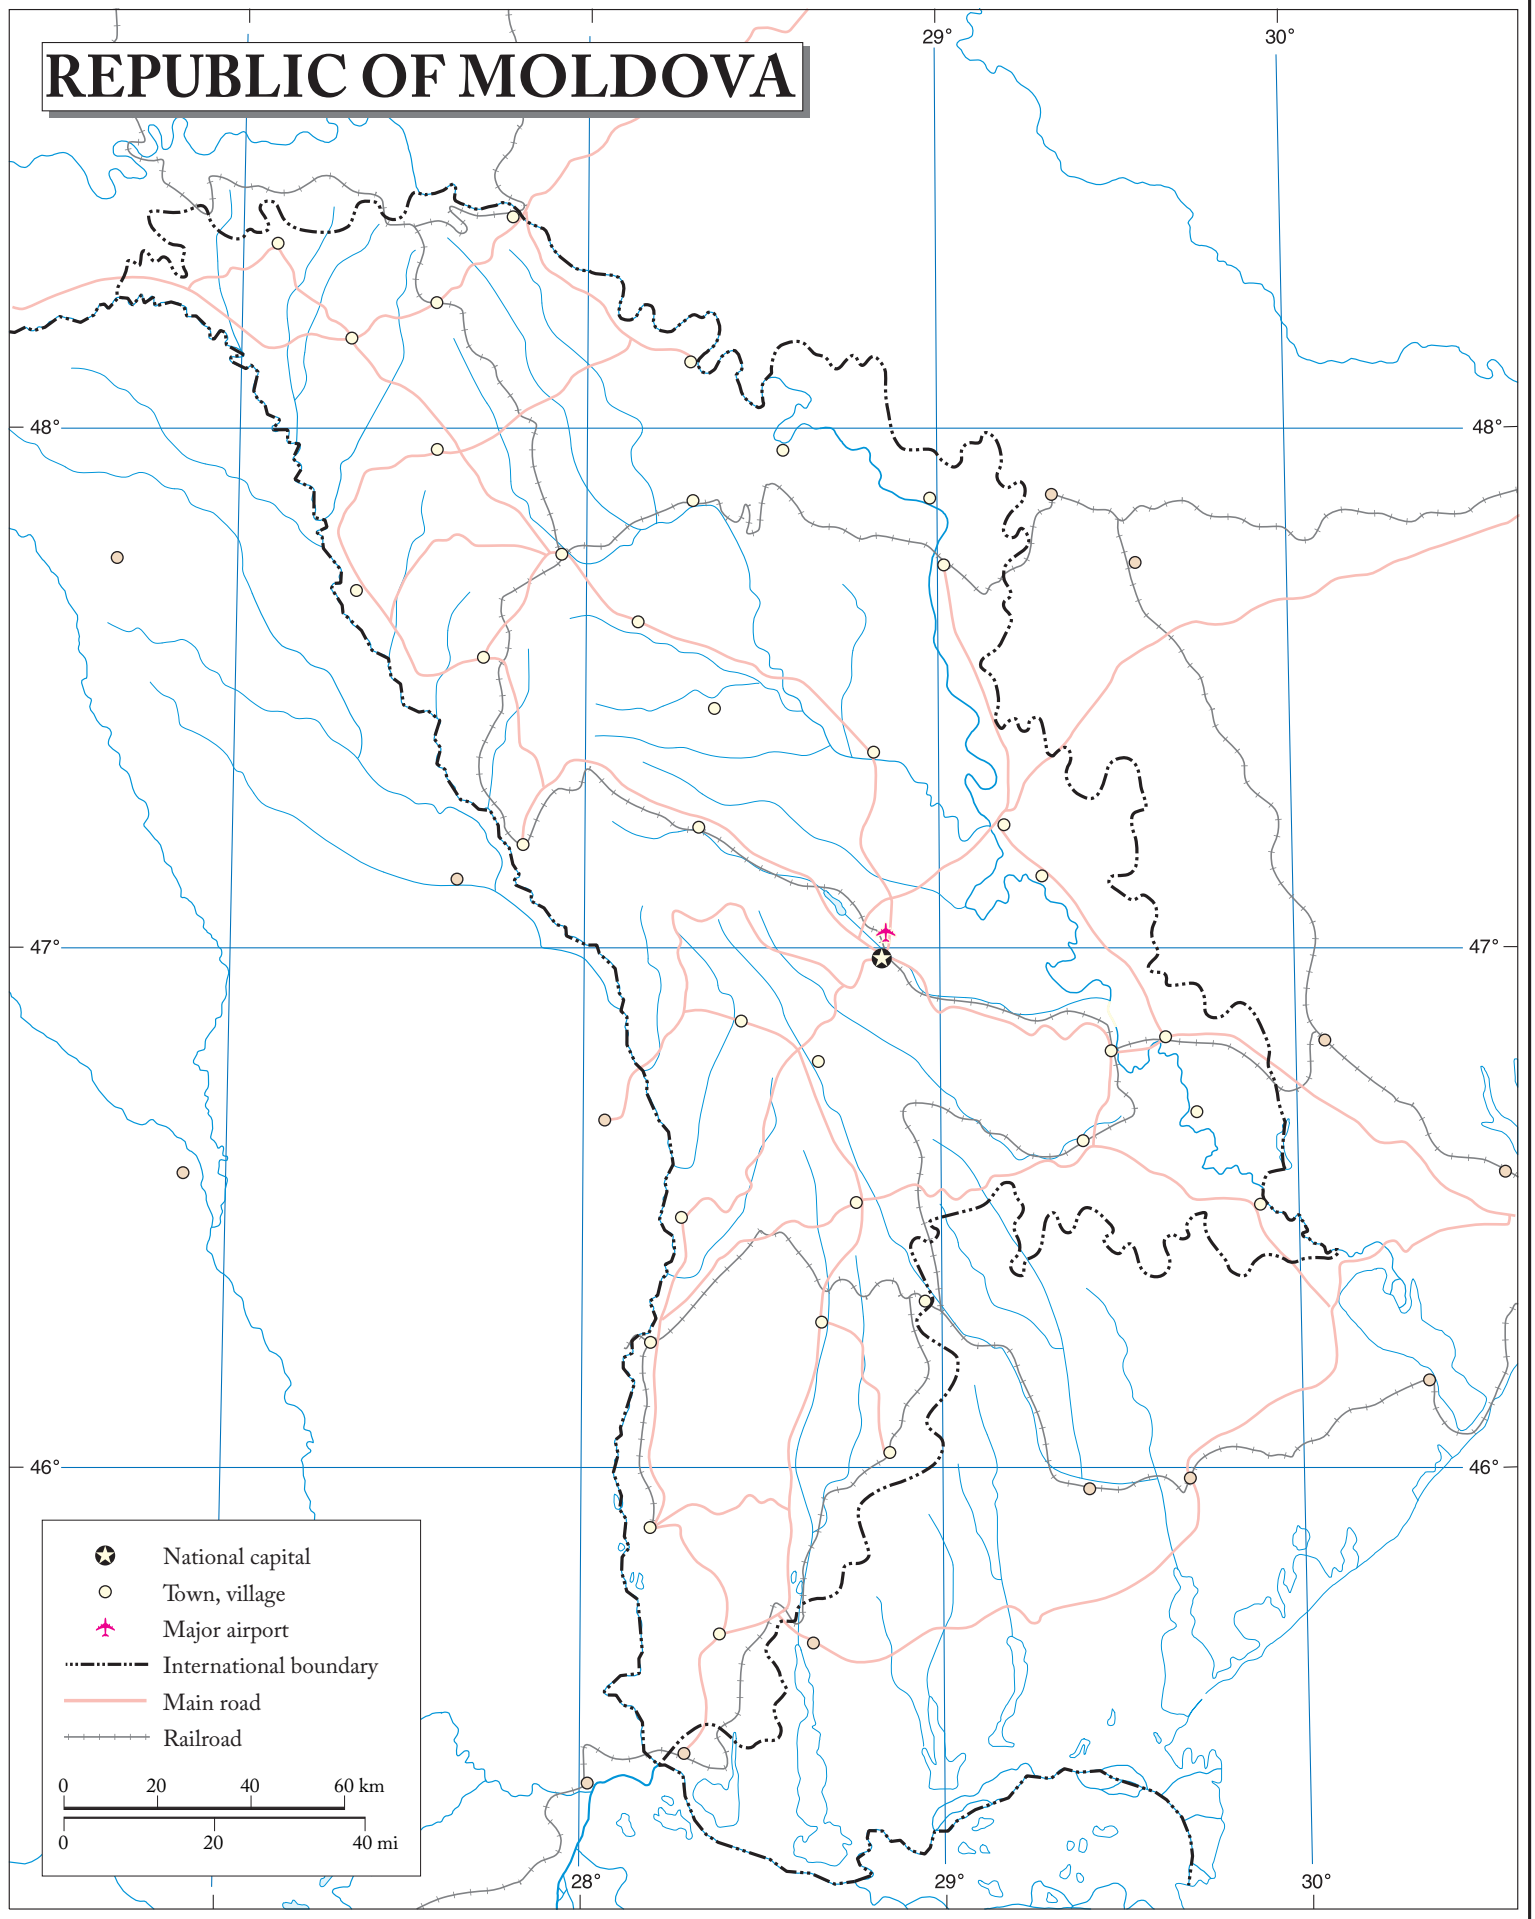 29°
30°
REPUBLIC OF MOLDOVA
48°
48°
47°
47°
46°
46°
National capital
Town, village
Major airport
International boundary
Main road
Railroad
0 20 40 60 km
0 20 40 mi
28°
29°
30°